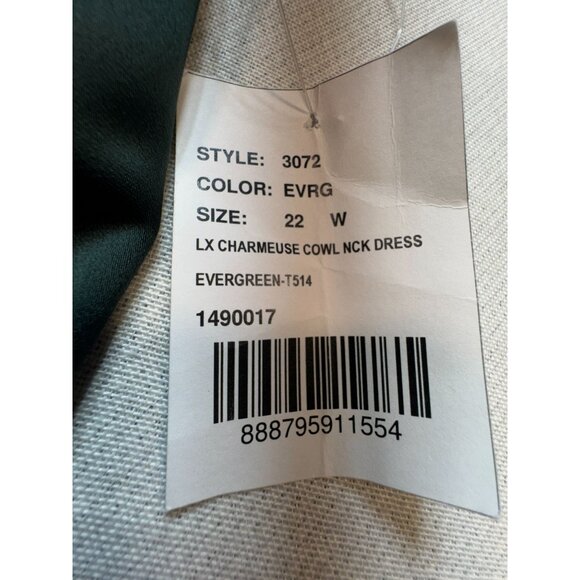 STYLE: 3072
COLOR: EVRG
SIZE: 22 W
LX CHARMEUSE COWL NCK DRESS
EVERGREEN-T514
1490017
888795911554